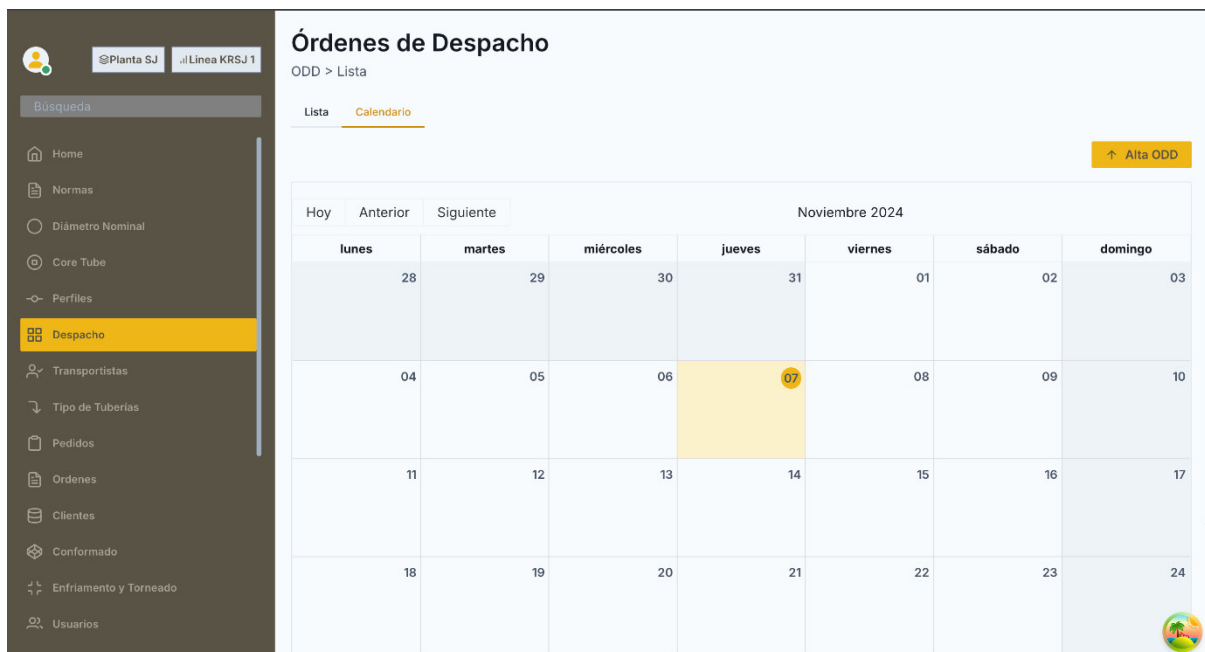 Planta SJ
Linea KRSJ 1
Búsqueda
Home
Normas
Diámetro Nominal
Core Tube
Perfiles
Despacho
Transportistas
Tipo de Tuberías
Pedidos
Ordenes
Clientes
Conformado
Enfriamento y Torneado
Usuarios
Órdenes de Despacho
ODD > Lista
Lista Calendario
Alta ODD
Hoy Anterior Siguiente Noviembre 2024
lunes martes miércoles jueves viernes sábado domingo
28 29 30 31 01 02 03
04 05 06 07 08 09 10
11 12 13 14 15 16 17
18 19 20 21 22 23 24